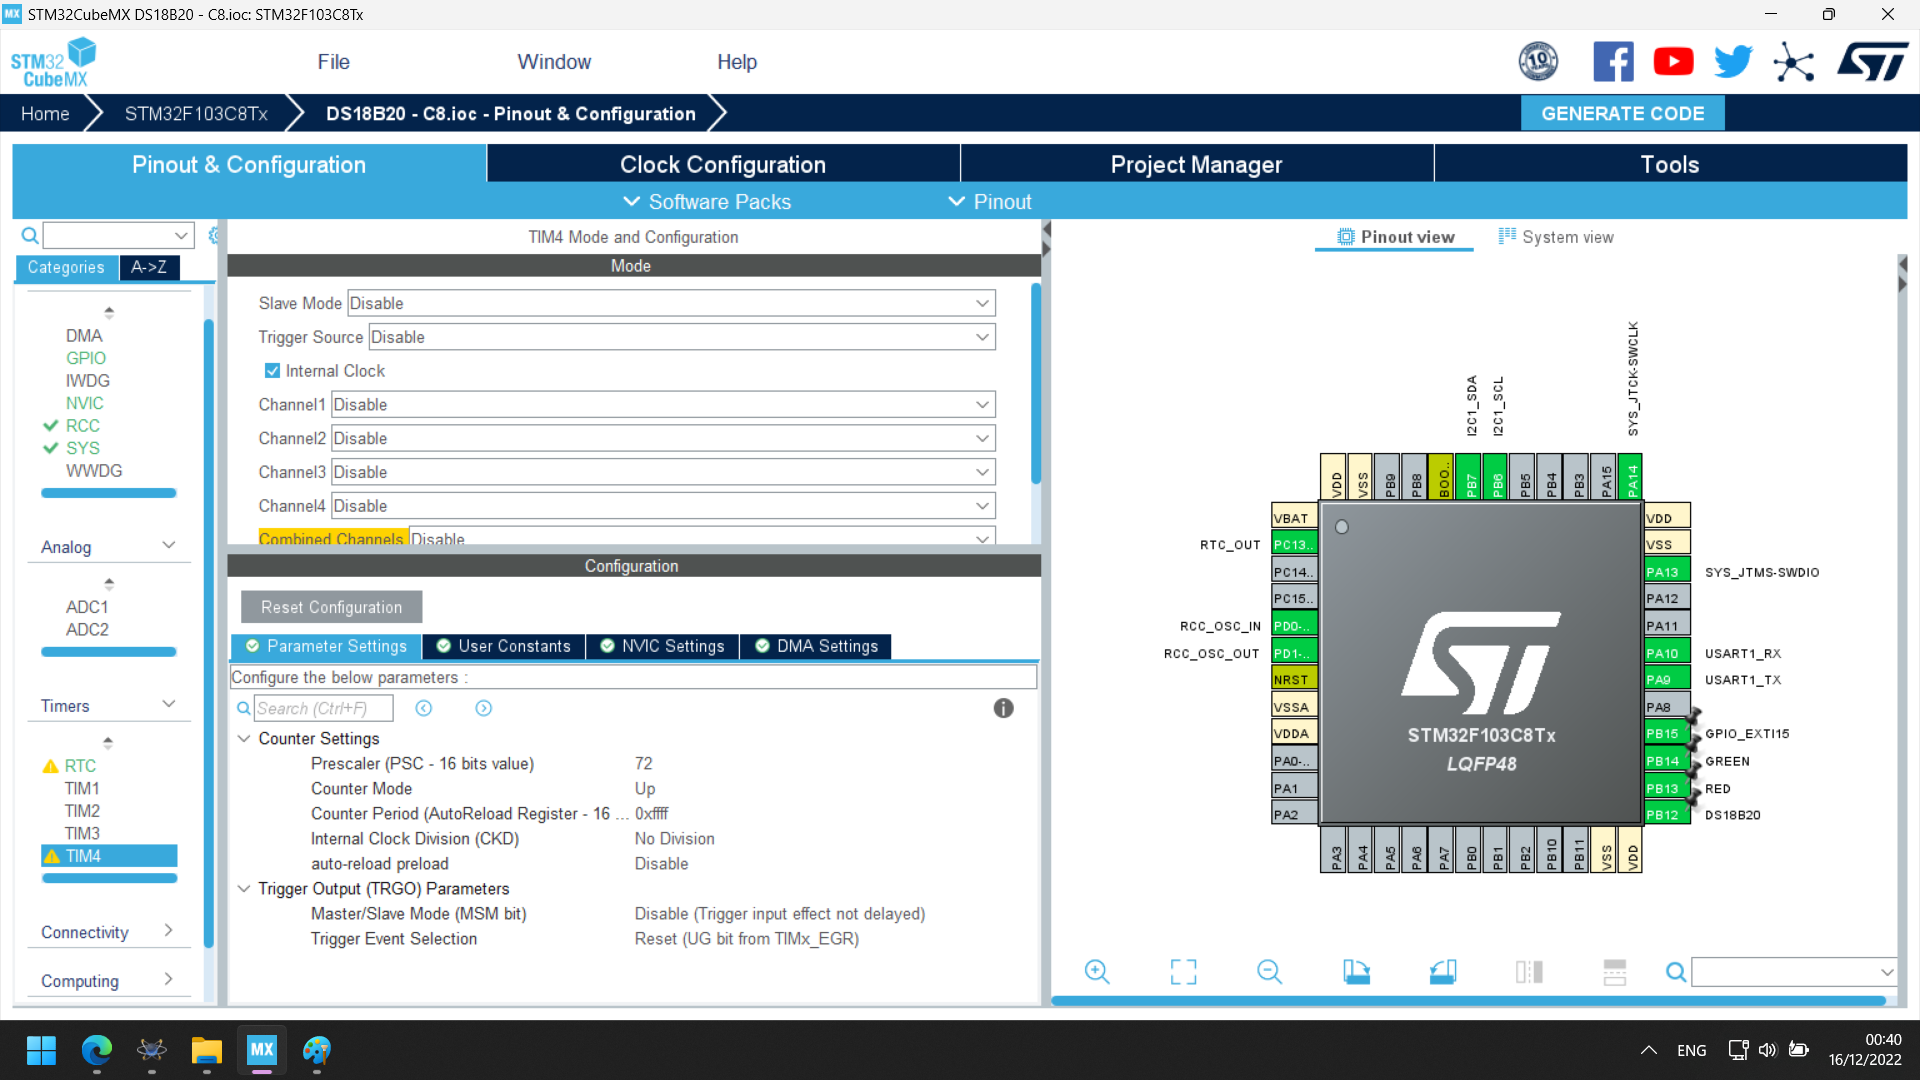 MX STM32CubeMX DS18B20 - C8.ioc: STM32F103C8Tx
STM32 CubeMX
File
Window
Help
10
ST
Home
STM32F103C8Tx
DS18B20 - C8.ioc - Pinout & Configuration
GENERATE CODE
Pinout & Configuration
Clock Configuration
Project Manager
Tools
Software Packs
Pinout
Categories
A->Z
DMA
GPIO
IWDG
NVIC
RCC
SYS
WWDG
Analog
ADC1
ADC2
Timers
RTC
TIM1
TIM2
TIM3
TIM4
Connectivity
Computing
TIM4 Mode and Configuration
Mode
Slave Mode Disable
Trigger Source Disable
Internal Clock
Channel1 Disable
Channel2 Disable
Channel3 Disable
Channel4 Disable
Combined Channels Disable
Configuration
Reset Configuration
Parameter Settings
User Constants
NVIC Settings
DMA Settings
Configure the below parameters :
Search (Ctrl+F)
Counter Settings
Prescaler (PSC - 16 bits value) 72
Counter Mode Up
Counter Period (AutoReload Register - 16 ... 0xffff
Internal Clock Division (CKD) No Division
auto-reload preload Disable
Trigger Output (TRGO) Parameters
Master/Slave Mode (MSM bit) Disable (Trigger input effect not delayed)
Trigger Event Selection Reset (UG bit from TIMx_EGR)
Pinout view
System view
I2C1_SDA
I2C1_SCL
SYS_JTCK-SWCLK
VDD
VSS
PB9
PB8
BOO..
PB7
PB6
PB5
PB4
PB3
PA15
PA14
VBAT
RTC_OUT PC13..
PC14..
PC15..
RCC_OSC_IN PD0-..
RCC_OSC_OUT PD1-..
NRST
VSSA
VDDA
PA0-..
PA1
PA2
ST
STM32F103C8Tx
LQFP48
VDD
VSS
PA13 SYS_JTMS-SWDIO
PA12
PA11
PA10 USART1_RX
PA9 USART1_TX
PA8
PB15 GPIO_EXTI15
PB14 GREEN
PB13 RED
PB12 DS18B20
PA3
PA4
PA5
PA6
PA7
PB0
PB1
PB2
PB10
PB11
VSS
VDD
MX
ENG
00:40
16/12/2022